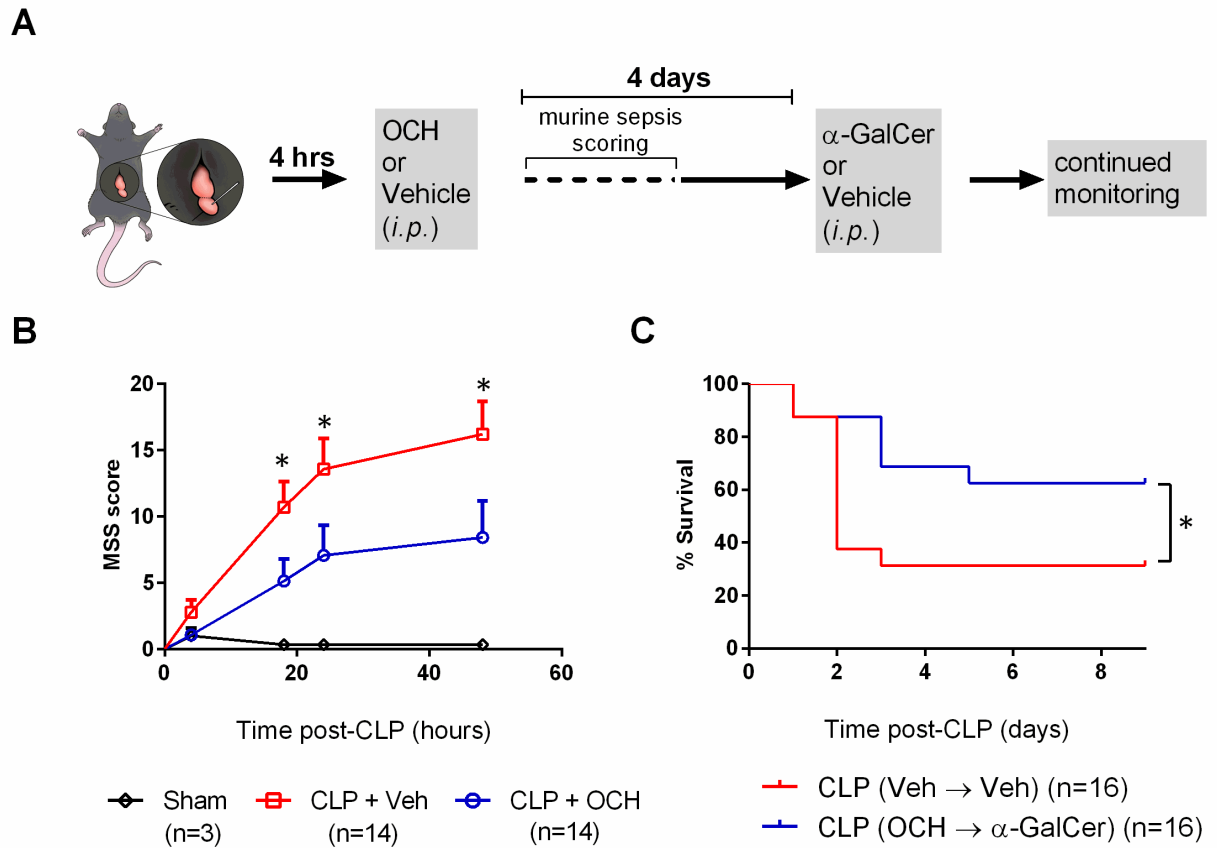 A
4 hrs
OCH
or
Vehicle
(i.p.)
4 days
murine sepsis
scoring
α-GalCer
or
Vehicle
(i.p.)
continued
monitoring
B
20
15
10
5
0
MSS score
* * *
0 20 40 60
Time post-CLP (hours)
Sham
(n=3)
CLP + Veh
(n=14)
CLP + OCH
(n=14)
C
100
80
60
40
20
0
% Survival
*
0 2 4 6 8
Time post-CLP (days)
CLP (Veh → Veh) (n=16)
CLP (OCH → α-GalCer) (n=16)